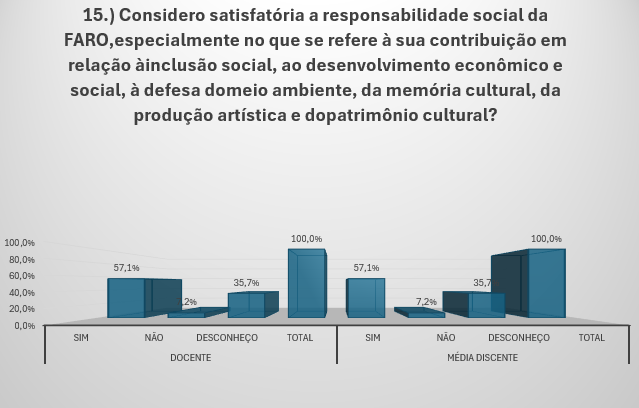 15.) Considero satisfatória a responsabilidade social da
FARO,especialmente no que se refere à sua contribuição em
relação àinclusão social, ao desenvolvimento econômico e
social, à defesa domeio ambiente, da memória cultural, da
produção artística e dopatrimônio cultural?
100,0% 100,0%
100,0%
80,0%
60,0%
40,0%
20,0%
0,0%
57,1% 35,7% 57,1%
7,2%
SIM NÃO DESCONHEÇO TOTAL SIM NÃO DESCONHEÇO TOTAL
DOCENTE MÉDIA DISCENTE